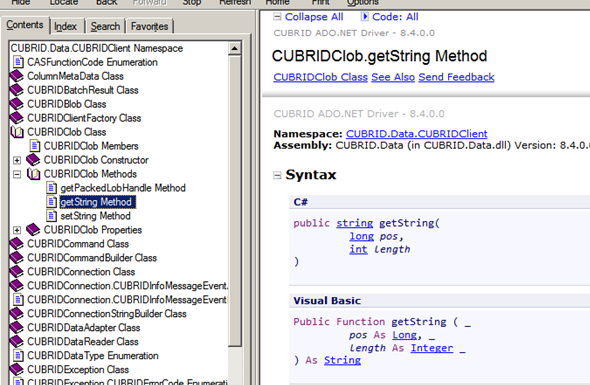 Hide Locate Back Forward Stop Refresh Home Print Options
Contents Index Search Favorites
CUBRID.Data.CUBRIDClient Namespace
CASFunctionCode Enumeration
ColumnMetaData Class
CUBRIDBatchResult Class
CUBRIDBlob Class
CUBRIDClientFactory Class
CUBRIDClob Class
CUBRIDClob Members
CUBRIDClob Constructor
CUBRIDClob Methods
getPackedLobHandle Method
getString Method
setString Method
CUBRIDClob Properties
CUBRIDCommand Class
CUBRIDCommandBuilder Class
CUBRIDConnection Class
CUBRIDConnection.CUBRIDInfoMessageEvent.
CUBRIDConnection.CUBRIDInfoMessageEvent
CUBRIDConnectionStringBuilder Class
CUBRIDDataAdapter Class
CUBRIDDataReader Class
CUBRIDDataType Enumeration
CUBRIDException Class
CUBRIDException.CUBRIDErrorCode Enumerati
Collapse All Code: All
CUBRID ADO.NET Driver - 8.4.0.0
CUBRIDClob.getString Method
CUBRIDClob Class See Also Send Feedback
CUBRID ADO.NET Driver - 8.4.0.0
Namespace: CUBRID.Data.CUBRIDClient
Assembly: CUBRID.Data (in CUBRID.Data.dll) Version: 8.4.0.
Syntax
C#
public string getString(
long pos,
int length
)
Visual Basic
Public Function getString ( _
pos As Long, _
length As Integer _
) As String